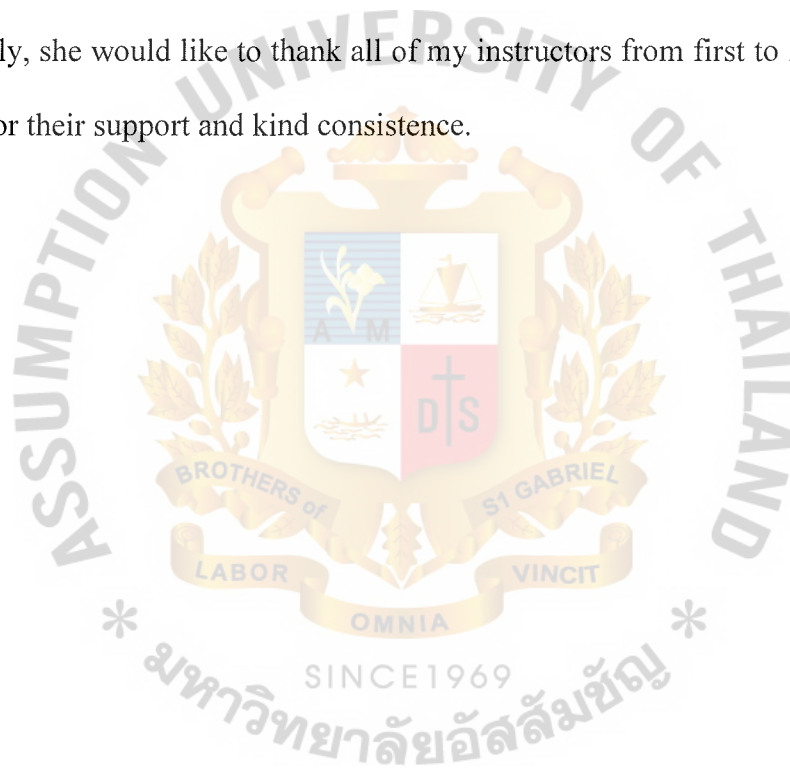 ly, she would like to thank all of my instructors from first to
or their support and kind consistence.
ASSUMPTION UNIVERSITY OF THAILAND
A M
D S
BROTHERS of S1 GABRIEL
LABOR VINCIT
OMNIA
SINCE1969
* มหาวิทยาลัยอัสสัมชัญ *